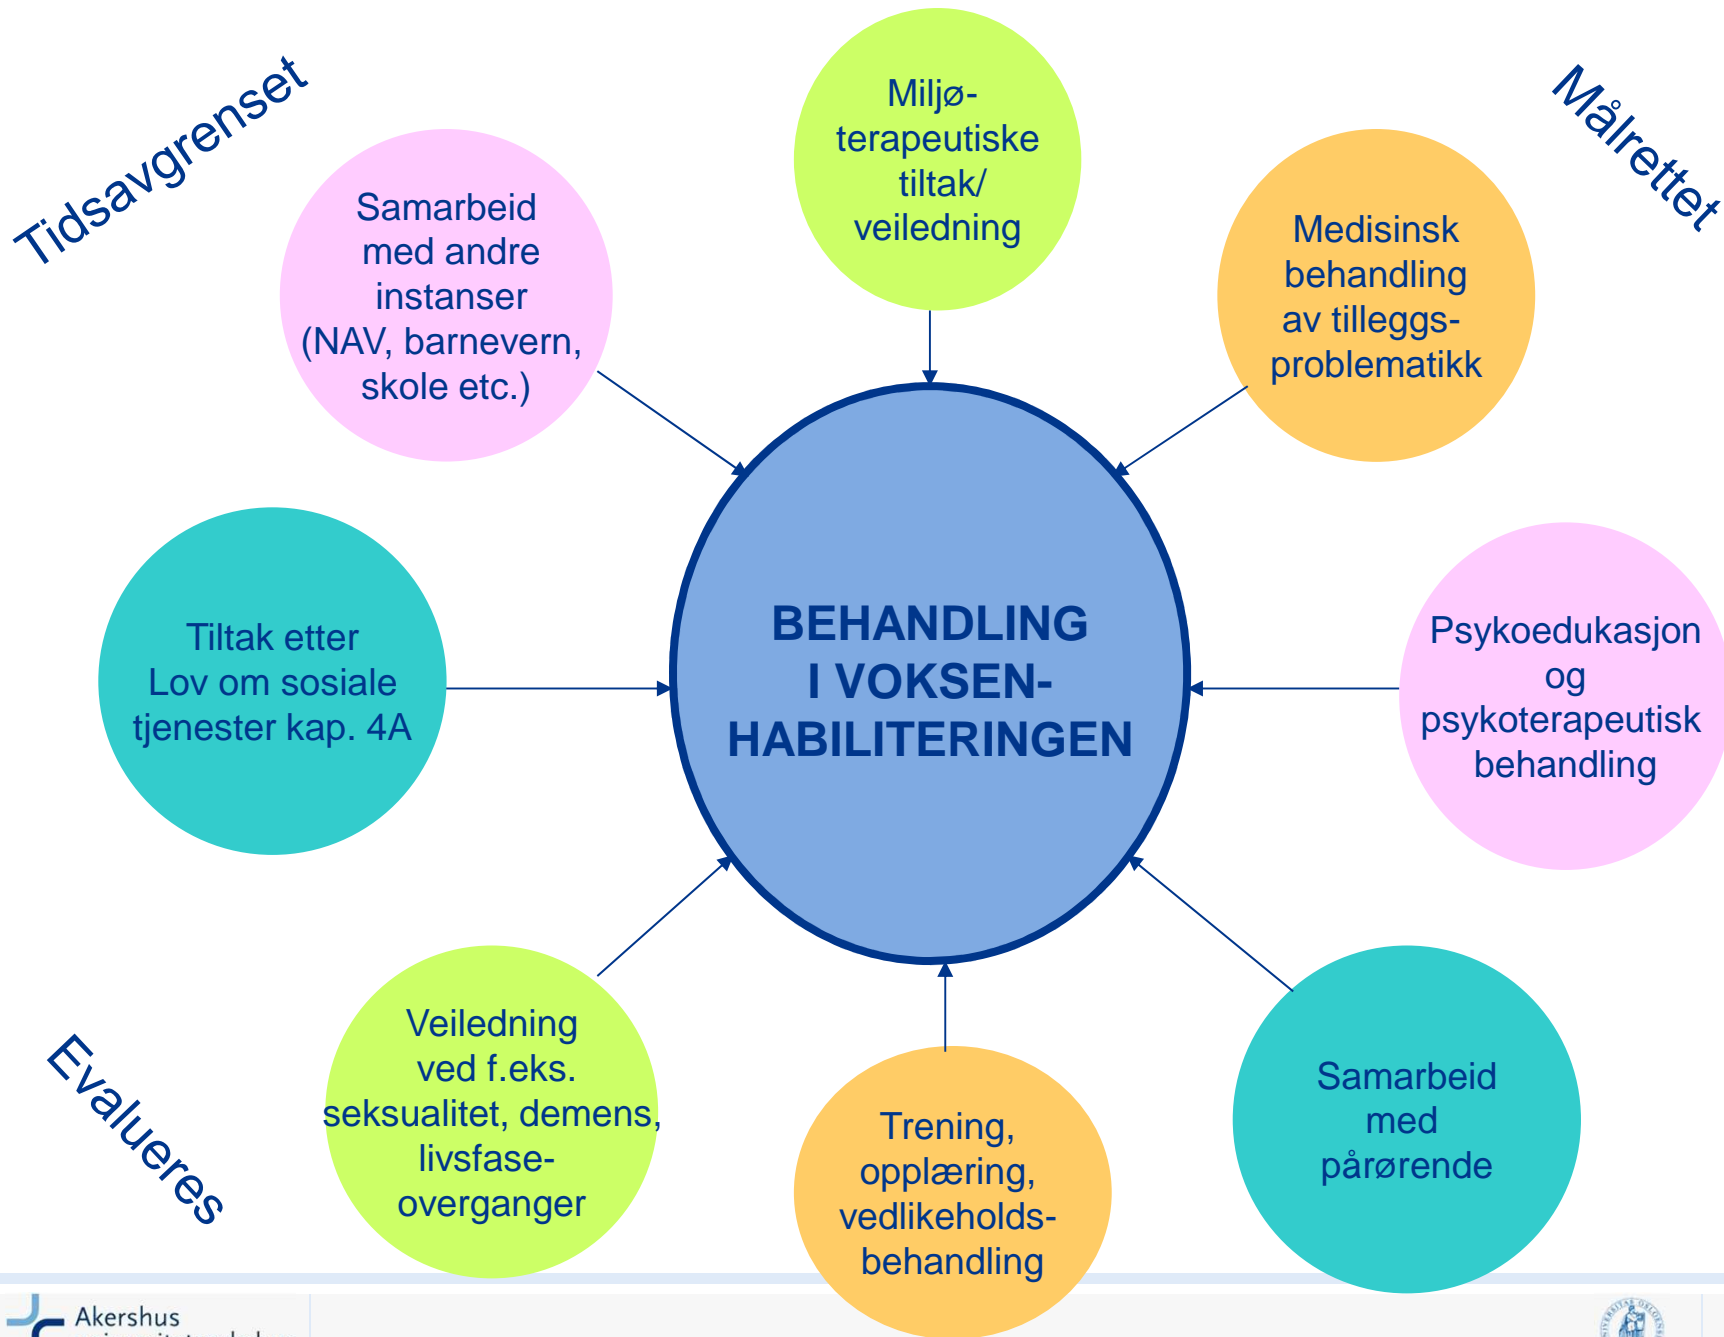 Tidsavgrenset
Målrettet
Miljø-
terapeutiske
tiltak/
veiledning
Samarbeid
med andre
instanser
(NAV, barnevern,
skole etc.)
Medisinsk
behandling
av tilleggs-
problematikk
Tiltak etter
Lov om sosiale
tjenester kap. 4A
BEHANDLING
I VOKSEN-
HABILITERINGEN
Psykoedukasjon
og
psykoterapeutisk
behandling
Evalueres
Veiledning
ved f.eks.
seksualitet, demens,
livsfase-
overganger
Trening,
opplæring,
vedlikeholds-
behandling
Samarbeid
med
pårørende
Akershus